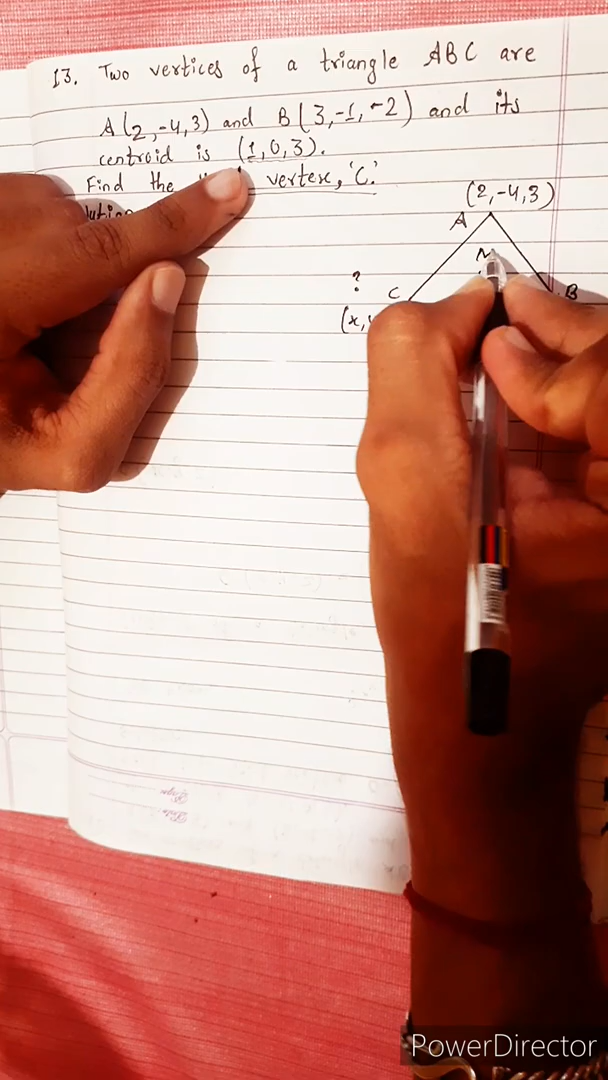 13. Two vertices of a triangle ABC are
A(2,-4,3) and B(3,-1,-2) and its
centroid is (1,0,3).
Find the vertex, 'C.'
(2,-4,3)
A
?
C
B
(x,
PowerDirector